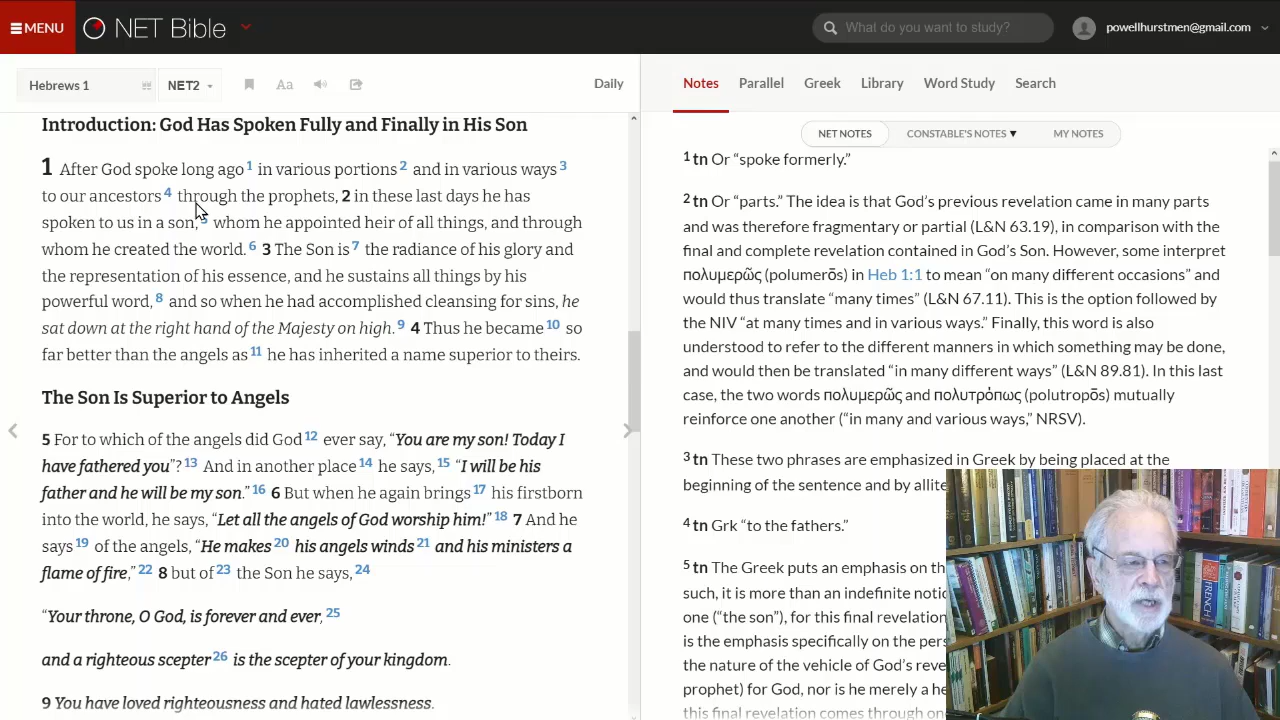 MENU
NET Bible
What do you want to study?
powellhurstmen@gmail.com
Hebrews 1
NET2
Aa
Daily
Notes
Parallel
Greek
Library
Word Study
Search
NET NOTES
CONSTABLE'S NOTES
MY NOTES
Introduction: God Has Spoken Fully and Finally in His Son
1 After God spoke long ago 1 in various portions 2 and in various ways 3
to our ancestors 4 through the prophets, 2 in these last days he has
spoken to us in a son, 5 whom he appointed heir of all things, and through
whom he created the world. 6 3 The Son is 7 the radiance of his glory and
the representation of his essence, and he sustains all things by his
powerful word, 8 and so when he had accomplished cleansing for sins, he
sat down at the right hand of the Majesty on high. 9 4 Thus he became 10 so
far better than the angels as 11 he has inherited a name superior to theirs.
The Son Is Superior to Angels
5 For to which of the angels did God 12 ever say, “You are my son! Today I
have fathered you”? 13 And in another place 14 he says, 15 “I will be his
father and he will be my son.” 16 6 But when he again brings 17 his firstborn
into the world, he says, “Let all the angels of God worship him!” 18 7 And he
says 19 of the angels, “He makes 20 his angels winds 21 and his ministers a
flame of fire,” 22 8 but of 23 the Son he says, 24
“Your throne, O God, is forever and ever, 25
and a righteous scepter 26 is the scepter of your kingdom.
9 You have loved righteousness and hated lawlessness.
1 tn Or “spoke formerly.”
2 tn Or “parts.” The idea is that God’s previous revelation came in many parts
and was therefore fragmentary or partial (L&N 63.19), in comparison with the
final and complete revelation contained in God’s Son. However, some interpret
πολυμερῶς (polumerōs) in Heb 1:1 to mean “on many different occasions” and
would thus translate “many times” (L&N 67.11). This is the option followed by
the NIV “at many times and in various ways.” Finally, this word is also
understood to refer to the different manners in which something may be done,
and would then be translated “in many different ways” (L&N 89.81). In this last
case, the two words πολυμερῶς and πολυτρόπως (polutropōs) mutually
reinforce one another (“in many and various ways,” NRSV).
3 tn These two phrases are emphasized in Greek by being placed at the
beginning of the sentence and by allite
4 tn Grk “to the fathers.”
5 tn The Greek puts an emphasis on th
such, it is more than an indefinite notio
one (“the son”), for this final revelation
is the emphasis specifically on the pers
the nature of the vehicle of God’s reve
prophet) for God, nor is he merely a he
this final revelation comes through on
FRENCH